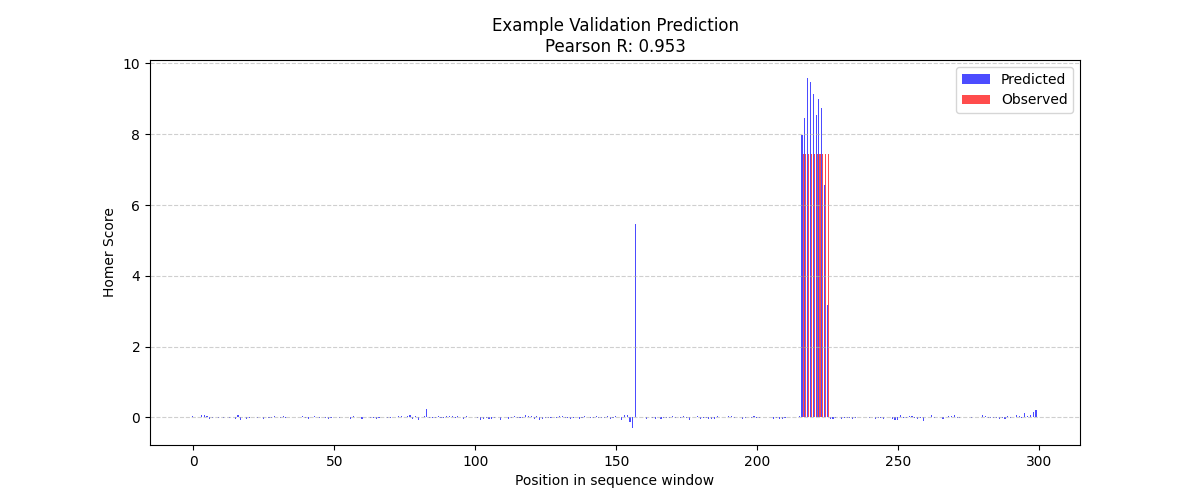 Example Validation Prediction
Pearson R: 0.953
Predicted
Observed
Homer Score
10
8
6
4
2
0
0 50 100 150 200 250 300
Position in sequence window